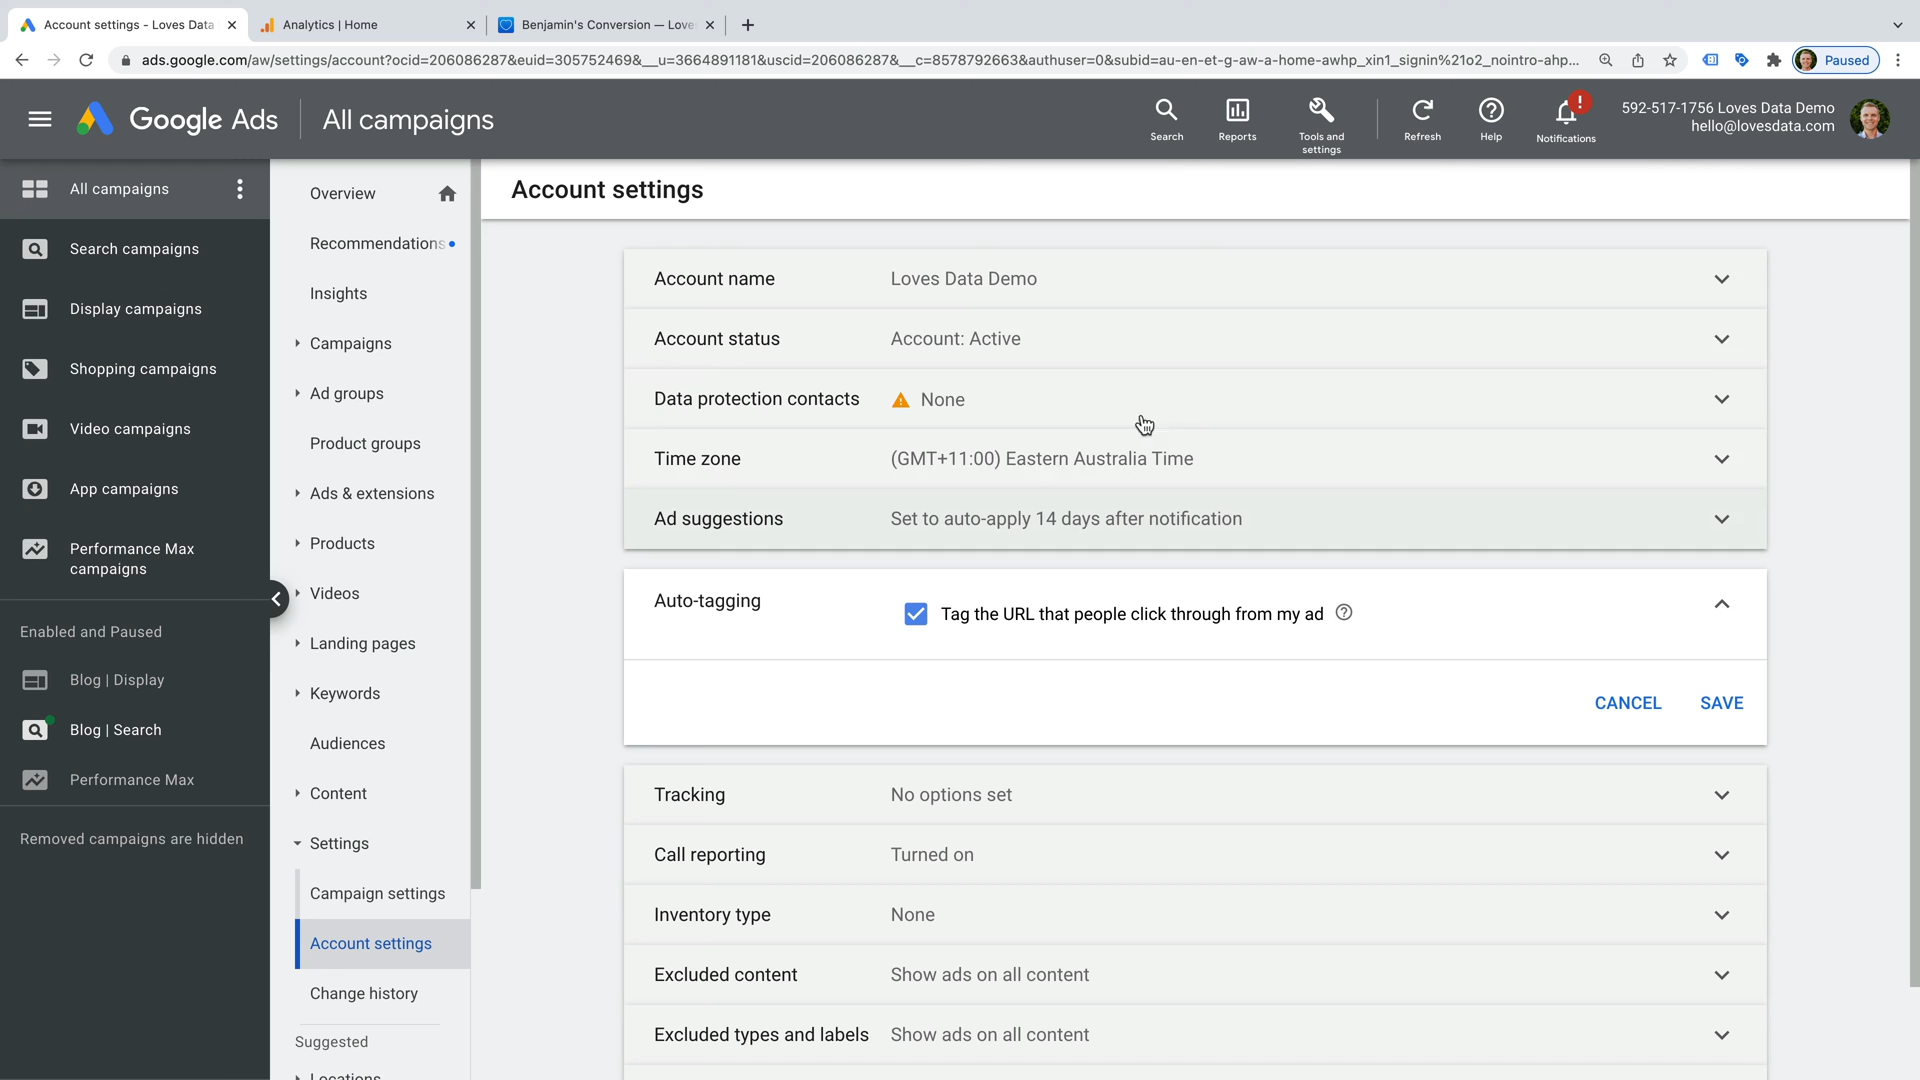 Account settings - Loves Data
Analytics | Home
Benjamin's Conversion — Love
ads.google.com/aw/settings/account?ocid=206086287&euid=305752469&__u=3664891181&uscid=206086287&__c=8578792663&authuser=0&subid=au-en-et-g-aw-a-home-awhp_xin1_signin%21o2_nointro-ahp...
Paused
Google Ads
All campaigns
Search
Reports
Tools and
settings
Refresh
Help
!
Notifications
592-517-1756 Loves Data Demo
hello@lovesdata.com
All campaigns
Search campaigns
Display campaigns
Shopping campaigns
Video campaigns
App campaigns
Performance Max
campaigns
Enabled and Paused
Blog | Display
Blog | Search
Performance Max
Removed campaigns are hidden
Overview
Recommendations
Insights
Campaigns
Ad groups
Product groups
Ads & extensions
Products
Videos
Landing pages
Keywords
Audiences
Content
Settings
Campaign settings
Account settings
Change history
Suggested
Locations
Account settings
Account name Loves Data Demo
Account status Account: Active
Data protection contacts None
Time zone (GMT+11:00) Eastern Australia Time
Ad suggestions Set to auto-apply 14 days after notification
Auto-tagging Tag the URL that people click through from my ad
CANCEL SAVE
Tracking No options set
Call reporting Turned on
Inventory type None
Excluded content Show ads on all content
Excluded types and labels Show ads on all content